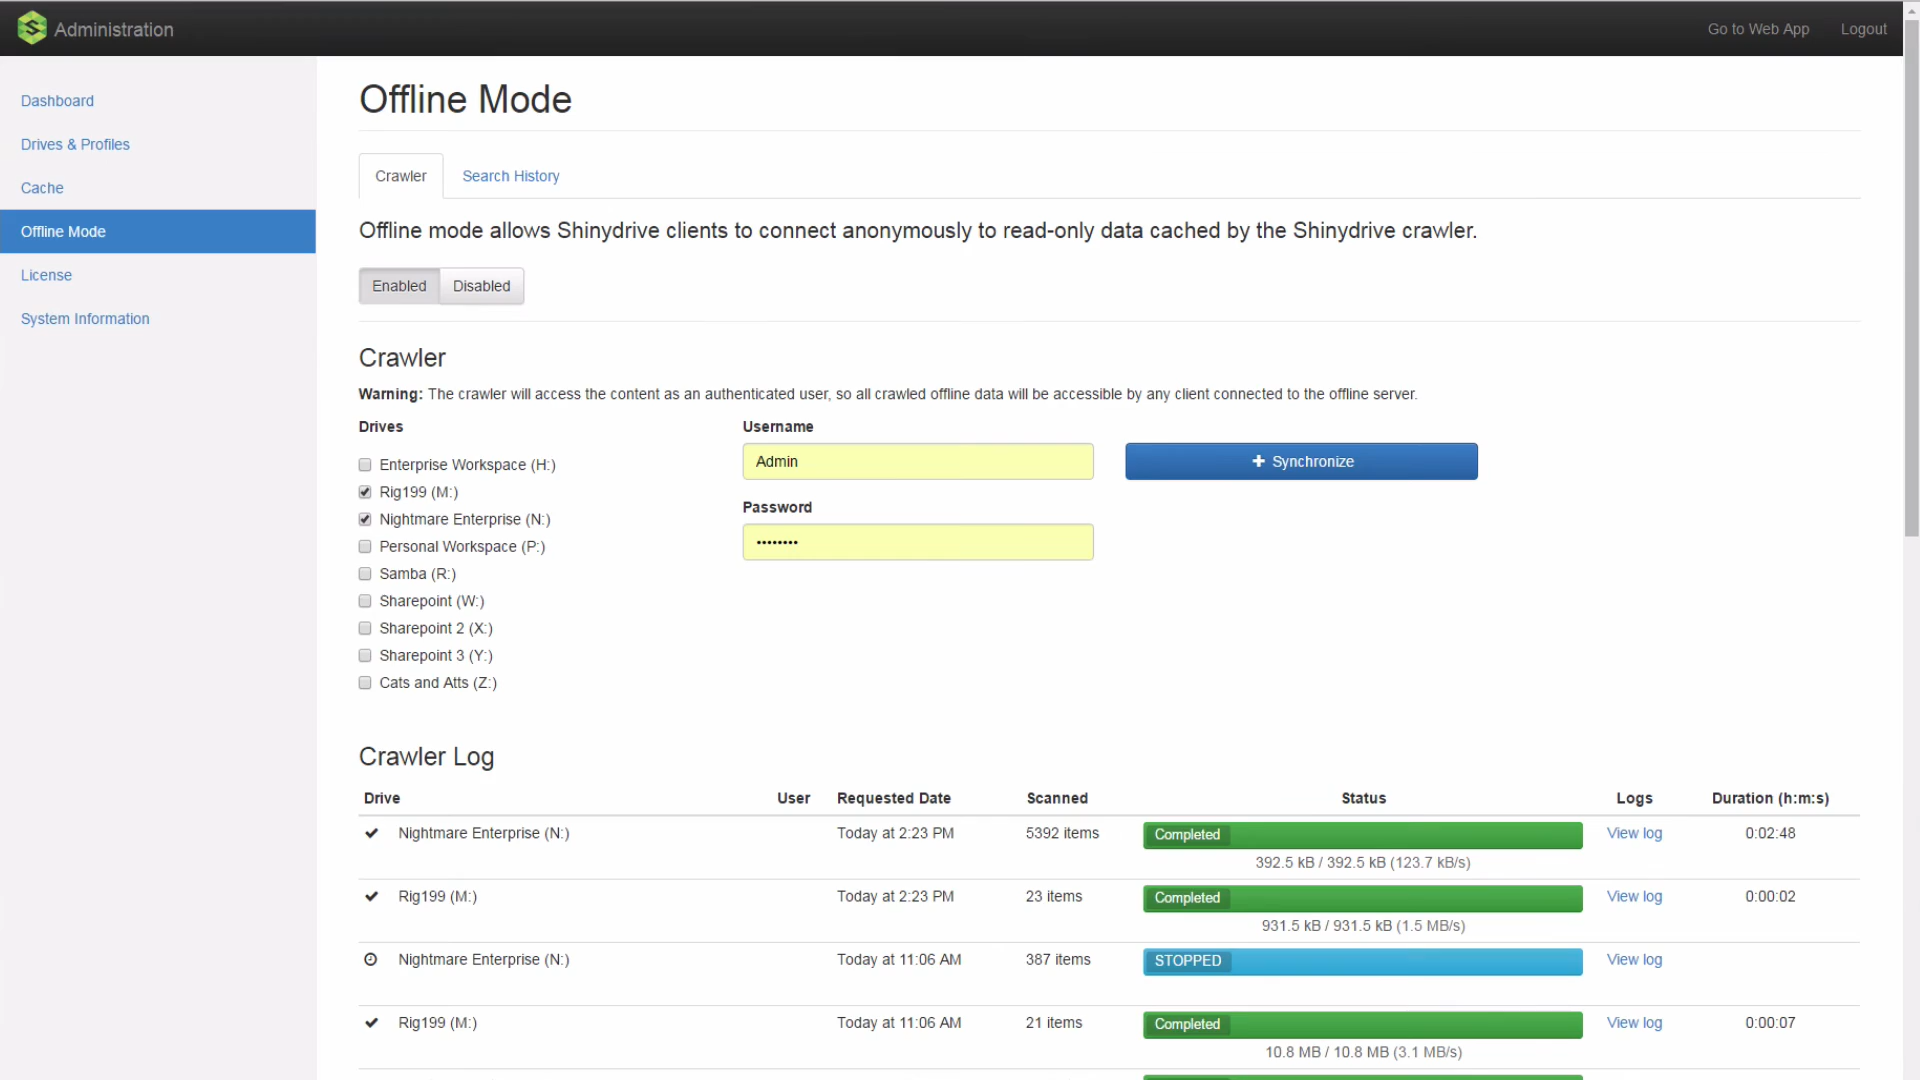 Administration
Go to Web App
Logout
Dashboard
Drives & Profiles
Cache
Offline Mode
License
System Information
Offline Mode
Crawler
Search History
Offline mode allows Shinydrive clients to connect anonymously to read-only data cached by the Shinydrive crawler.
Enabled
Disabled
Crawler
Warning: The crawler will access the content as an authenticated user, so all crawled offline data will be accessible by any client connected to the offline server.
Drives
Enterprise Workspace (H:)
Rig199 (M:)
Nightmare Enterprise (N:)
Personal Workspace (P:)
Samba (R:)
Sharepoint (W:)
Sharepoint 2 (X:)
Sharepoint 3 (Y:)
Cats and Atts (Z:)
Username
Admin
Password
••••••••
Synchronize
Crawler Log
Drive User Requested Date Scanned Status Logs Duration (h:m:s)
Nightmare Enterprise (N:) Today at 2:23 PM 5392 items Completed View log 0:02:48
392.5 kB / 392.5 kB (123.7 kB/s)
Rig199 (M:) Today at 2:23 PM 23 items Completed View log 0:00:02
931.5 kB / 931.5 kB (1.5 MB/s)
Nightmare Enterprise (N:) Today at 11:06 AM 387 items STOPPED View log
Rig199 (M:) Today at 11:06 AM 21 items Completed View log 0:00:07
10.8 MB / 10.8 MB (3.1 MB/s)